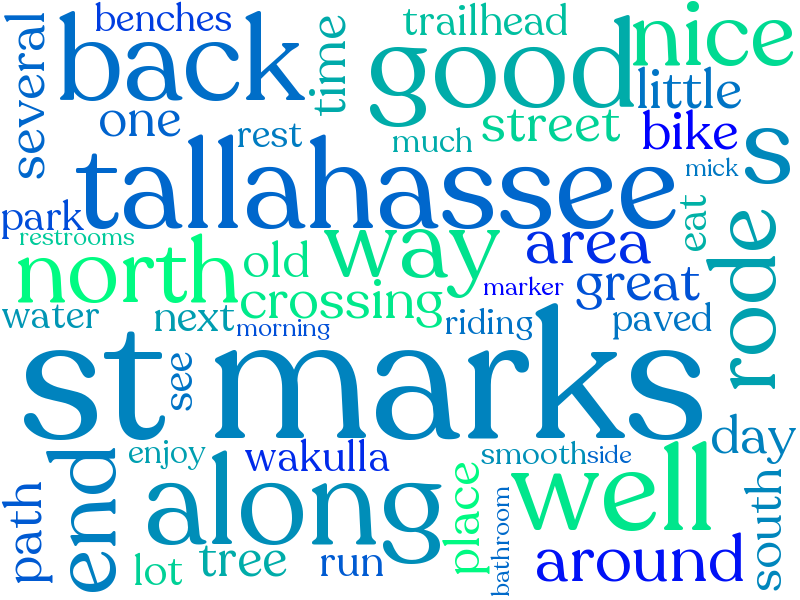 several
benches
back
time
trailhead
good
nice
little
one
rest
much
street
bike
s
mick
tallahassee
park
restrooms
north
old
way
area
eat
rode
crossing
marker
great
water
next
morning
riding
paved
see
st marks
day
enjoy
wakulla
smooth
side
path
end
along
place
well
south
lot
tree
run
bathroom
around